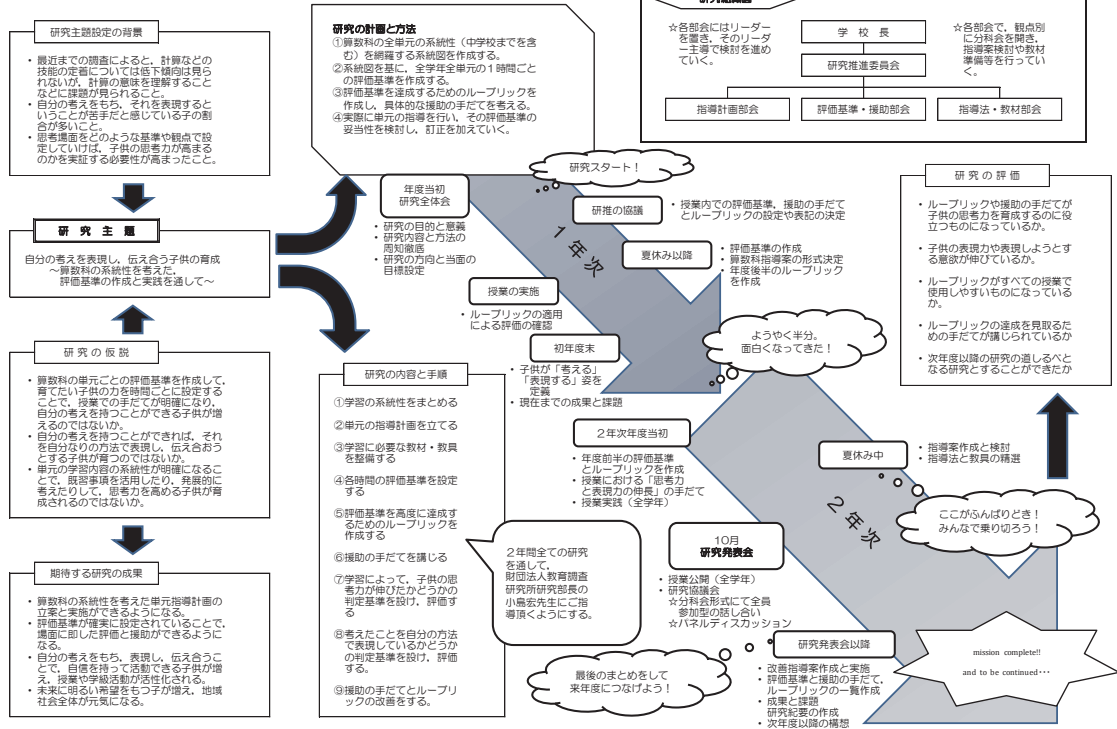 研究主題設定の背景
・最近までの調査によると、計算などの
技能の定着については低下傾向は見ら
れないが、計算の意味を理解すること
などに課題が見られること。
・自分の考えをもち、それを表現すると
いうことが苦手だと感じている子の割
合が多いこと。
・思考場面をどのような基準や観点で設
定していけば、子供の思考力が高まる
のかを実証する必要性が高まったこと。
研究主題
自分の考えを表現し、伝え合う子供の育成
～算数科の系統性を考えた、
評価基準の作成と実践を通して～
研究の仮説
・算数科の単元ごとの評価基準を作成して、
育てたい子供の力を時間ごとに設定する
ことで、授業での手だてが明確になり、
自分の考えを持つことができる子供が増
えるのではないか。
・自分の考えを持つことができれば、それ
を自分なりの方法で表現し、伝え合おう
とする子供が育つのではないか。
・単元の学習内容の系統性が明確になるこ
とで、既習事項を活用したり、発展的に
考えたりして、思考力を高める子供が育
成されるのではないか。
期待する研究の成果
・算数科の系統性を考えた単元指導計画の
立案と実施ができるようになる。
・評価基準が確実に設定されていることで、
場面に即した評価と援助ができるように
なる。
・自分の考えをもち、表現し、伝え合うこ
とで、自信を持って活動できる子供が増
え、授業や学級活動が活性化される。
・未来に明るい希望をもつ子が増え、地域
社会全体が元気になる。
研究の計画と方法
①算数科の全単元の系統性（中学校までを含
む）を網羅する系統図を作成する。
②系統図を基に、全学年全単元の１時間ごと
の評価基準を作成する。
③評価基準を達成するためのルーブリックを
作成し、具体的な援助の手だてを考える。
④実際に単元の指導を行い、その評価基準の
妥当性を検討し、訂正を加えていく。
☆各部会にはリーダー
を置き、そのリーダ
ー主導で検討を進め
ていく。
学校長
研究推進委員会
指導計画部会
評価基準・援助部会
指導法・教材部会
☆各部会で、観点別
に分科会を開き、
指導案検討や教材
準備等を行ってい
く。
研究スタート！
１年次
年度当初
研究全体会
・研究の目的と意義
・研究内容と方法の
周知徹底
・研究の方向と当面の
目標設定
研推の協議
・授業内での評価基準、援助の手だて
とルーブリックの設定や表記の決定
夏休み以降
・評価基準の作成
・算数科指導案の形式決定
・年度後半のルーブリック
を作成
授業の実施
・ルーブリックの適用
による評価の確認
初年度末
・子供が「考える」
「表現する」姿を
定義
・現在までの成果と課題
ようやく半分。
面白くなってきた！
研究の内容と手順
①学習の系統性をまとめる
②単元の指導計画を立てる
③学習に必要な教材・教具
を整備する
④各時間の評価基準を設定
する
⑤評価基準を高度に達成す
るためのルーブリックを
作成する
⑥援助の手だてを講じる
⑦学習によって、子供の思
考力が伸びたかどうかの
判定基準を設け、評価す
る
⑧考えたことを自分の方法
で表現しているかどうか
の判定基準を設け、評価
する。
⑨援助の手だてとルーブリ
ックの改善をする。
２年間全ての研究
を通して、
財団法人教育調査
研究所研究部長の
小島宏先生にご指
導頂くようにする。
２年次年度当初
・年度前半の評価基準
とルーブリックを作成
・授業における「思考力
と表現力の伸長」の手だて
・授業実践（全学年）
２年次
夏休み中
・指導案作成と検討
・指導法と教具の精選
ここがふんばりどき！
みんなで乗り切ろう！
10月
研究発表会
・授業公開（全学年）
・研究協議会
☆分科会形式にて全員
参加型の話し合い
☆パネルディスカッション
研究発表会以降
・改善指導案作成と実施
・評価基準と援助の手だて、
ルーブリックの一覧作成
・成果と課題
研究紀要の作成
・次年度以降の構想
最後のまとめをして
来年度につなげよう！
mission complete!!
and to be continued…
研究の評価
・ルーブリックや援助の手だてが
子供の思考力を育成するのに役
立つものになっているか。
・子供の表現力や表現しようとす
る意欲が伸びているか。
・ルーブリックがすべての授業で
使用しやすいものになっている
か。
・ルーブリックの達成を見取るた
めの手だてが講じられているか
・次年度以降の研究の道しるべと
なる研究とすることができたか